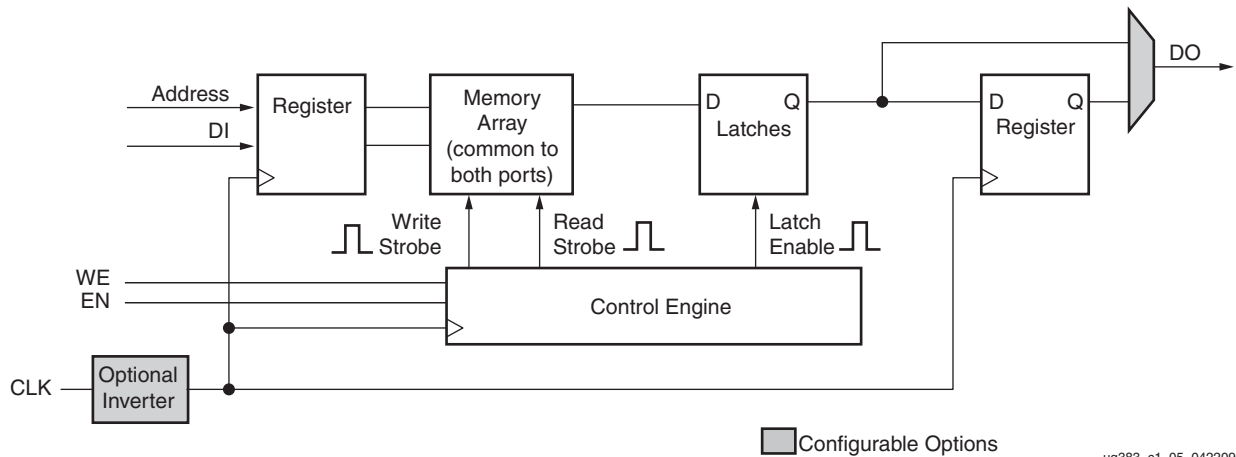 DO
Address
DI
Register
Memory
Array
(common to
both ports)
D Q
Latches
D Q
Register
Write
Strobe
Read
Strobe
Latch
Enable
WE
EN
Control Engine
CLK
Optional
Inverter
Configurable Options
ug383_c1_05_042209